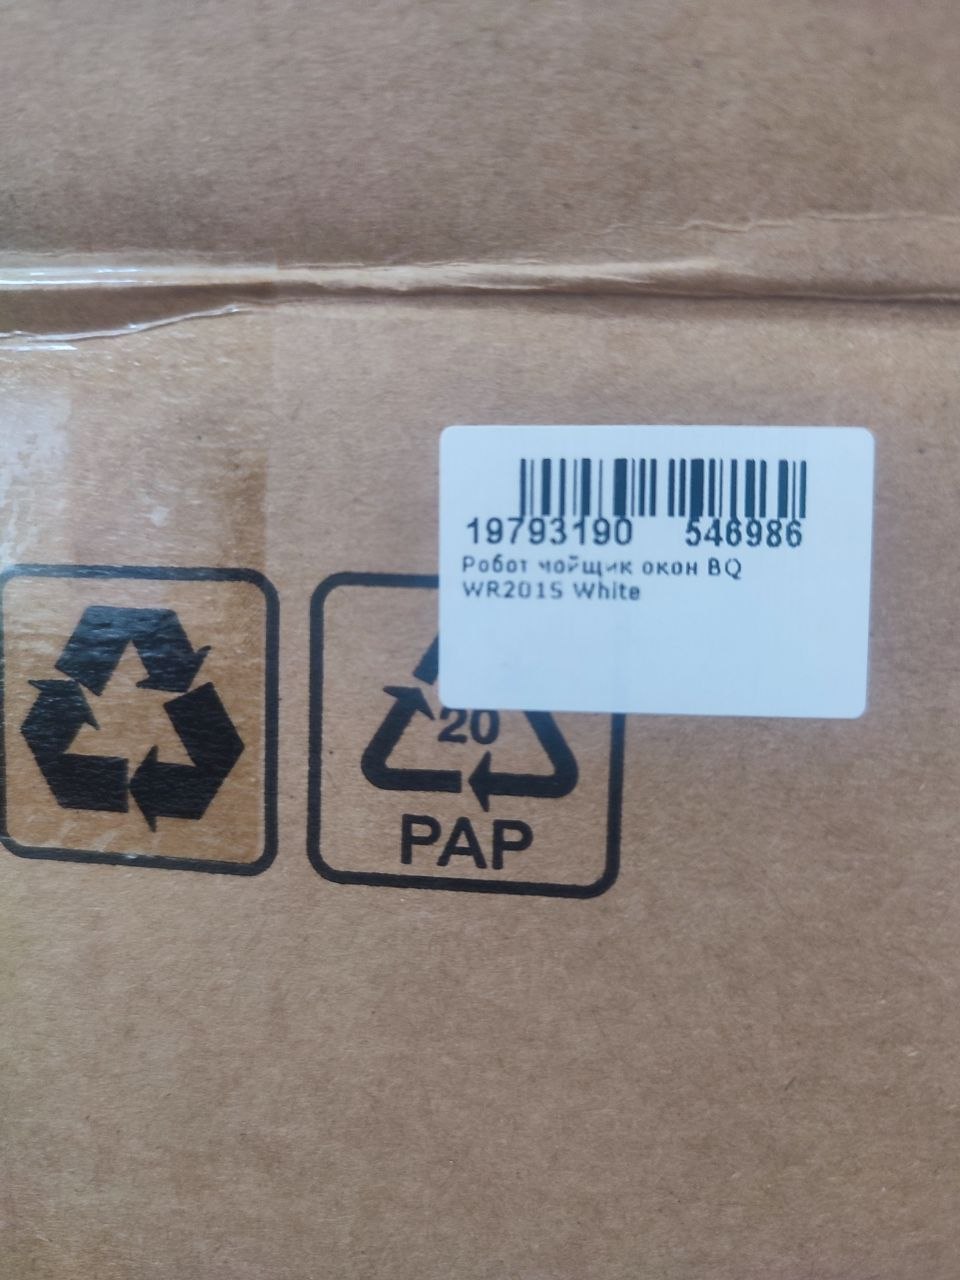 19793190 546986
Робот мойщик окон BQ
WR2015 White
20
PAP